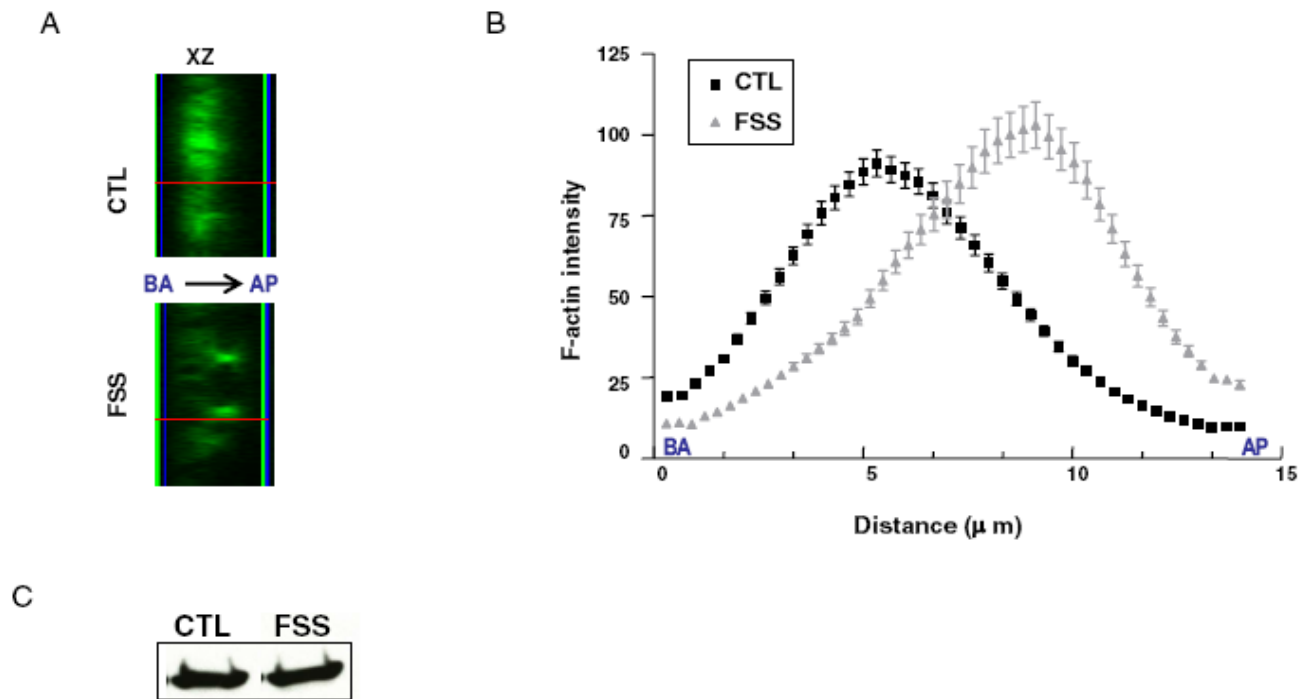 A
XZ
CTL
BA AP
FSS
B
125
100
75
50
25
0
F-actin intensity
CTL
FSS
BA
AP
0 5 10 15
Distance (μ m)
C
CTL FSS